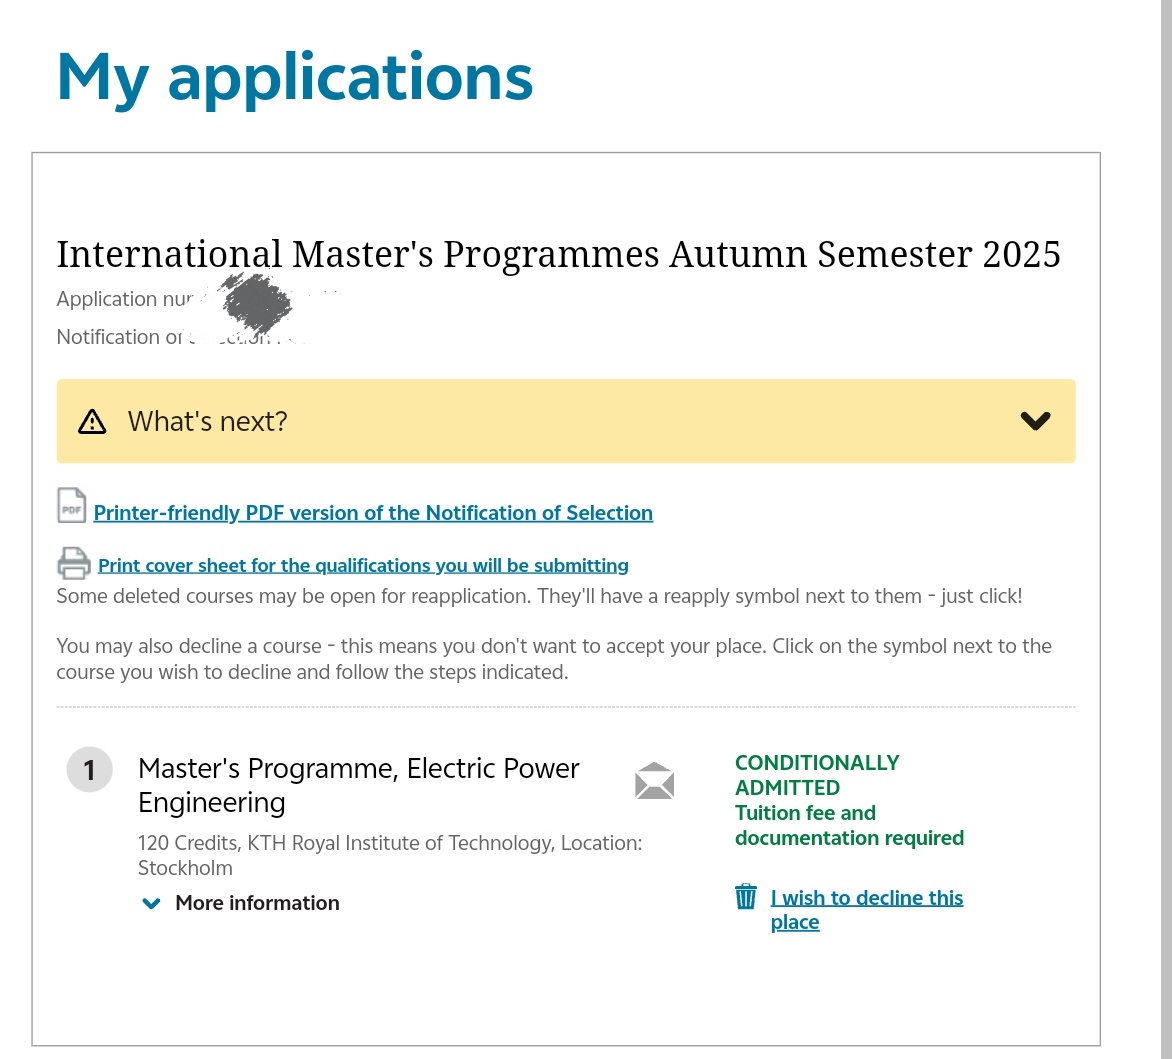 My applications
International Master's Programmes Autumn Semester 2025
Application
Notification of
What's next?
PDF Printer-friendly PDF version of the Notification of Selection
Print cover sheet for the qualifications you will be submitting
Some deleted courses may be open for reapplication. They'll have a reapply symbol next to them - just click!
You may also decline a course - this means you don't want to accept your place. Click on the symbol next to the
course you wish to decline and follow the steps indicated.
1
Master's Programme, Electric Power
Engineering
120 Credits, KTH Royal Institute of Technology, Location:
Stockholm
More information
CONDITIONALLY
ADMITTED
Tuition fee and
documentation required
I wish to decline this
place